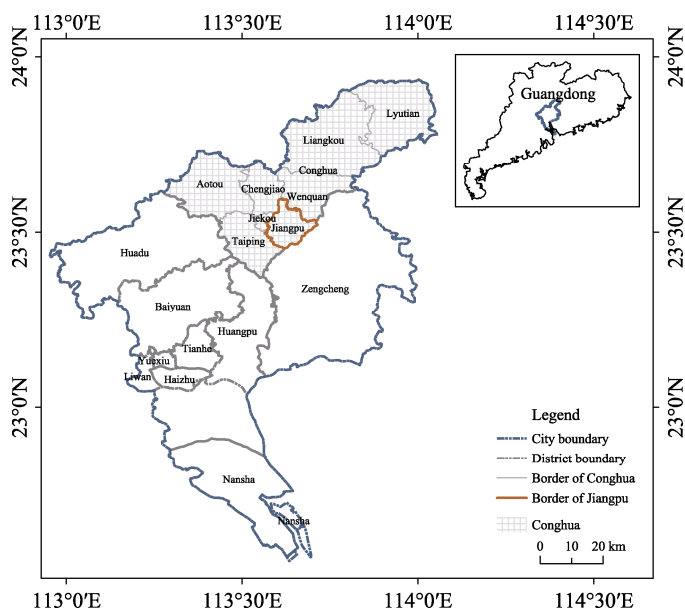 113°0′E 113°30′E 114°0′E 114°30′E
24°0′N
24°0′N
Guangdong
Lyutian
Liangkou
Conghua
Aotou
Chengjiao
Wenquan
Jiekou
Jiangpu
23°30′N
23°30′N
Taiping
Huadu
Zengcheng
Baiyuan
Huangpu
Tianhe
Yuexiu
Liwan
Haizhu
23°0′N
23°0′N
Nansha
Nansha
Legend
City boundary
District boundary
Border of Conghua
Border of Jiangpu
Conghua
0 10 20 km
113°0′E 113°30′E 114°0′E 114°30′E